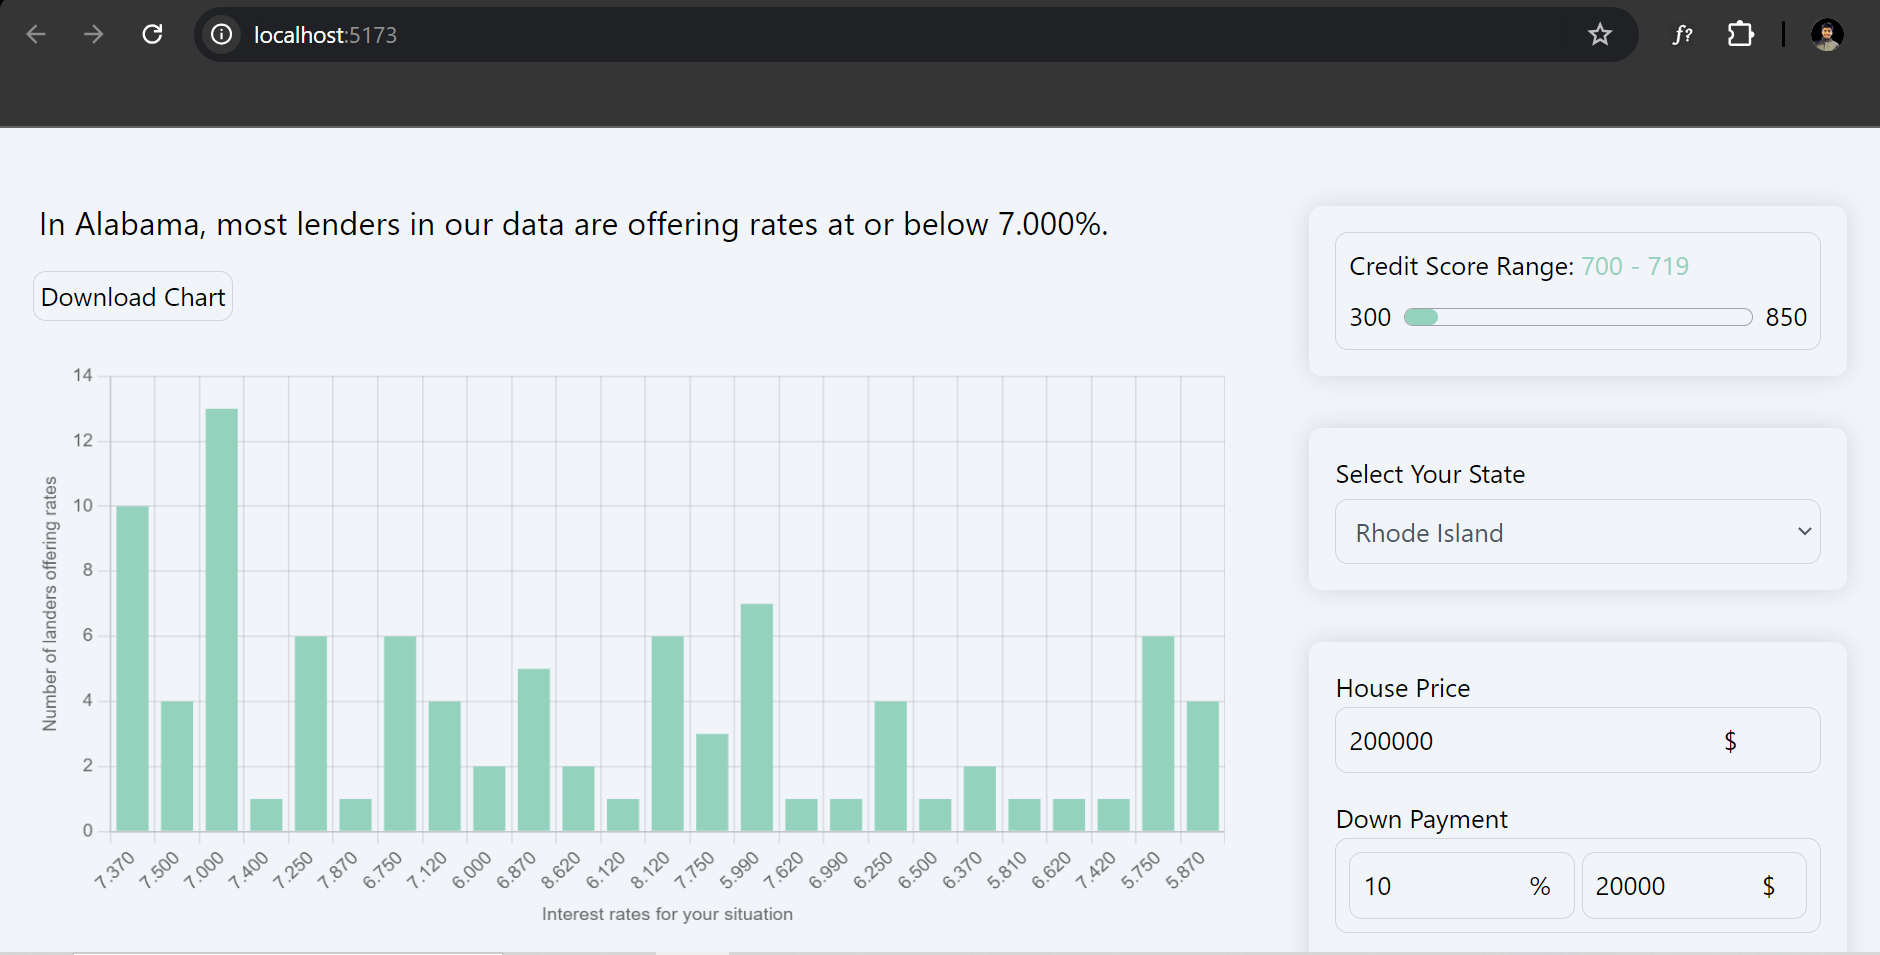 localhost:5173
f?
In Alabama, most lenders in our data are offering rates at or below 7.000%.
Download Chart
14
12
10
8
6
4
2
0
Number of landers offering rates
7.370 7.500 7.000 7.400 7.250 7.870 6.750 7.120 6.000 6.870 8.620 6.120 8.120 7.750 5.990 7.620 6.990 6.250 6.500 6.370 5.810 6.620 7.420 5.750 5.870
Interest rates for your situation
Credit Score Range: 700 - 719
300 850
Select Your State
Rhode Island
House Price
200000 $
Down Payment
10 % 20000 $